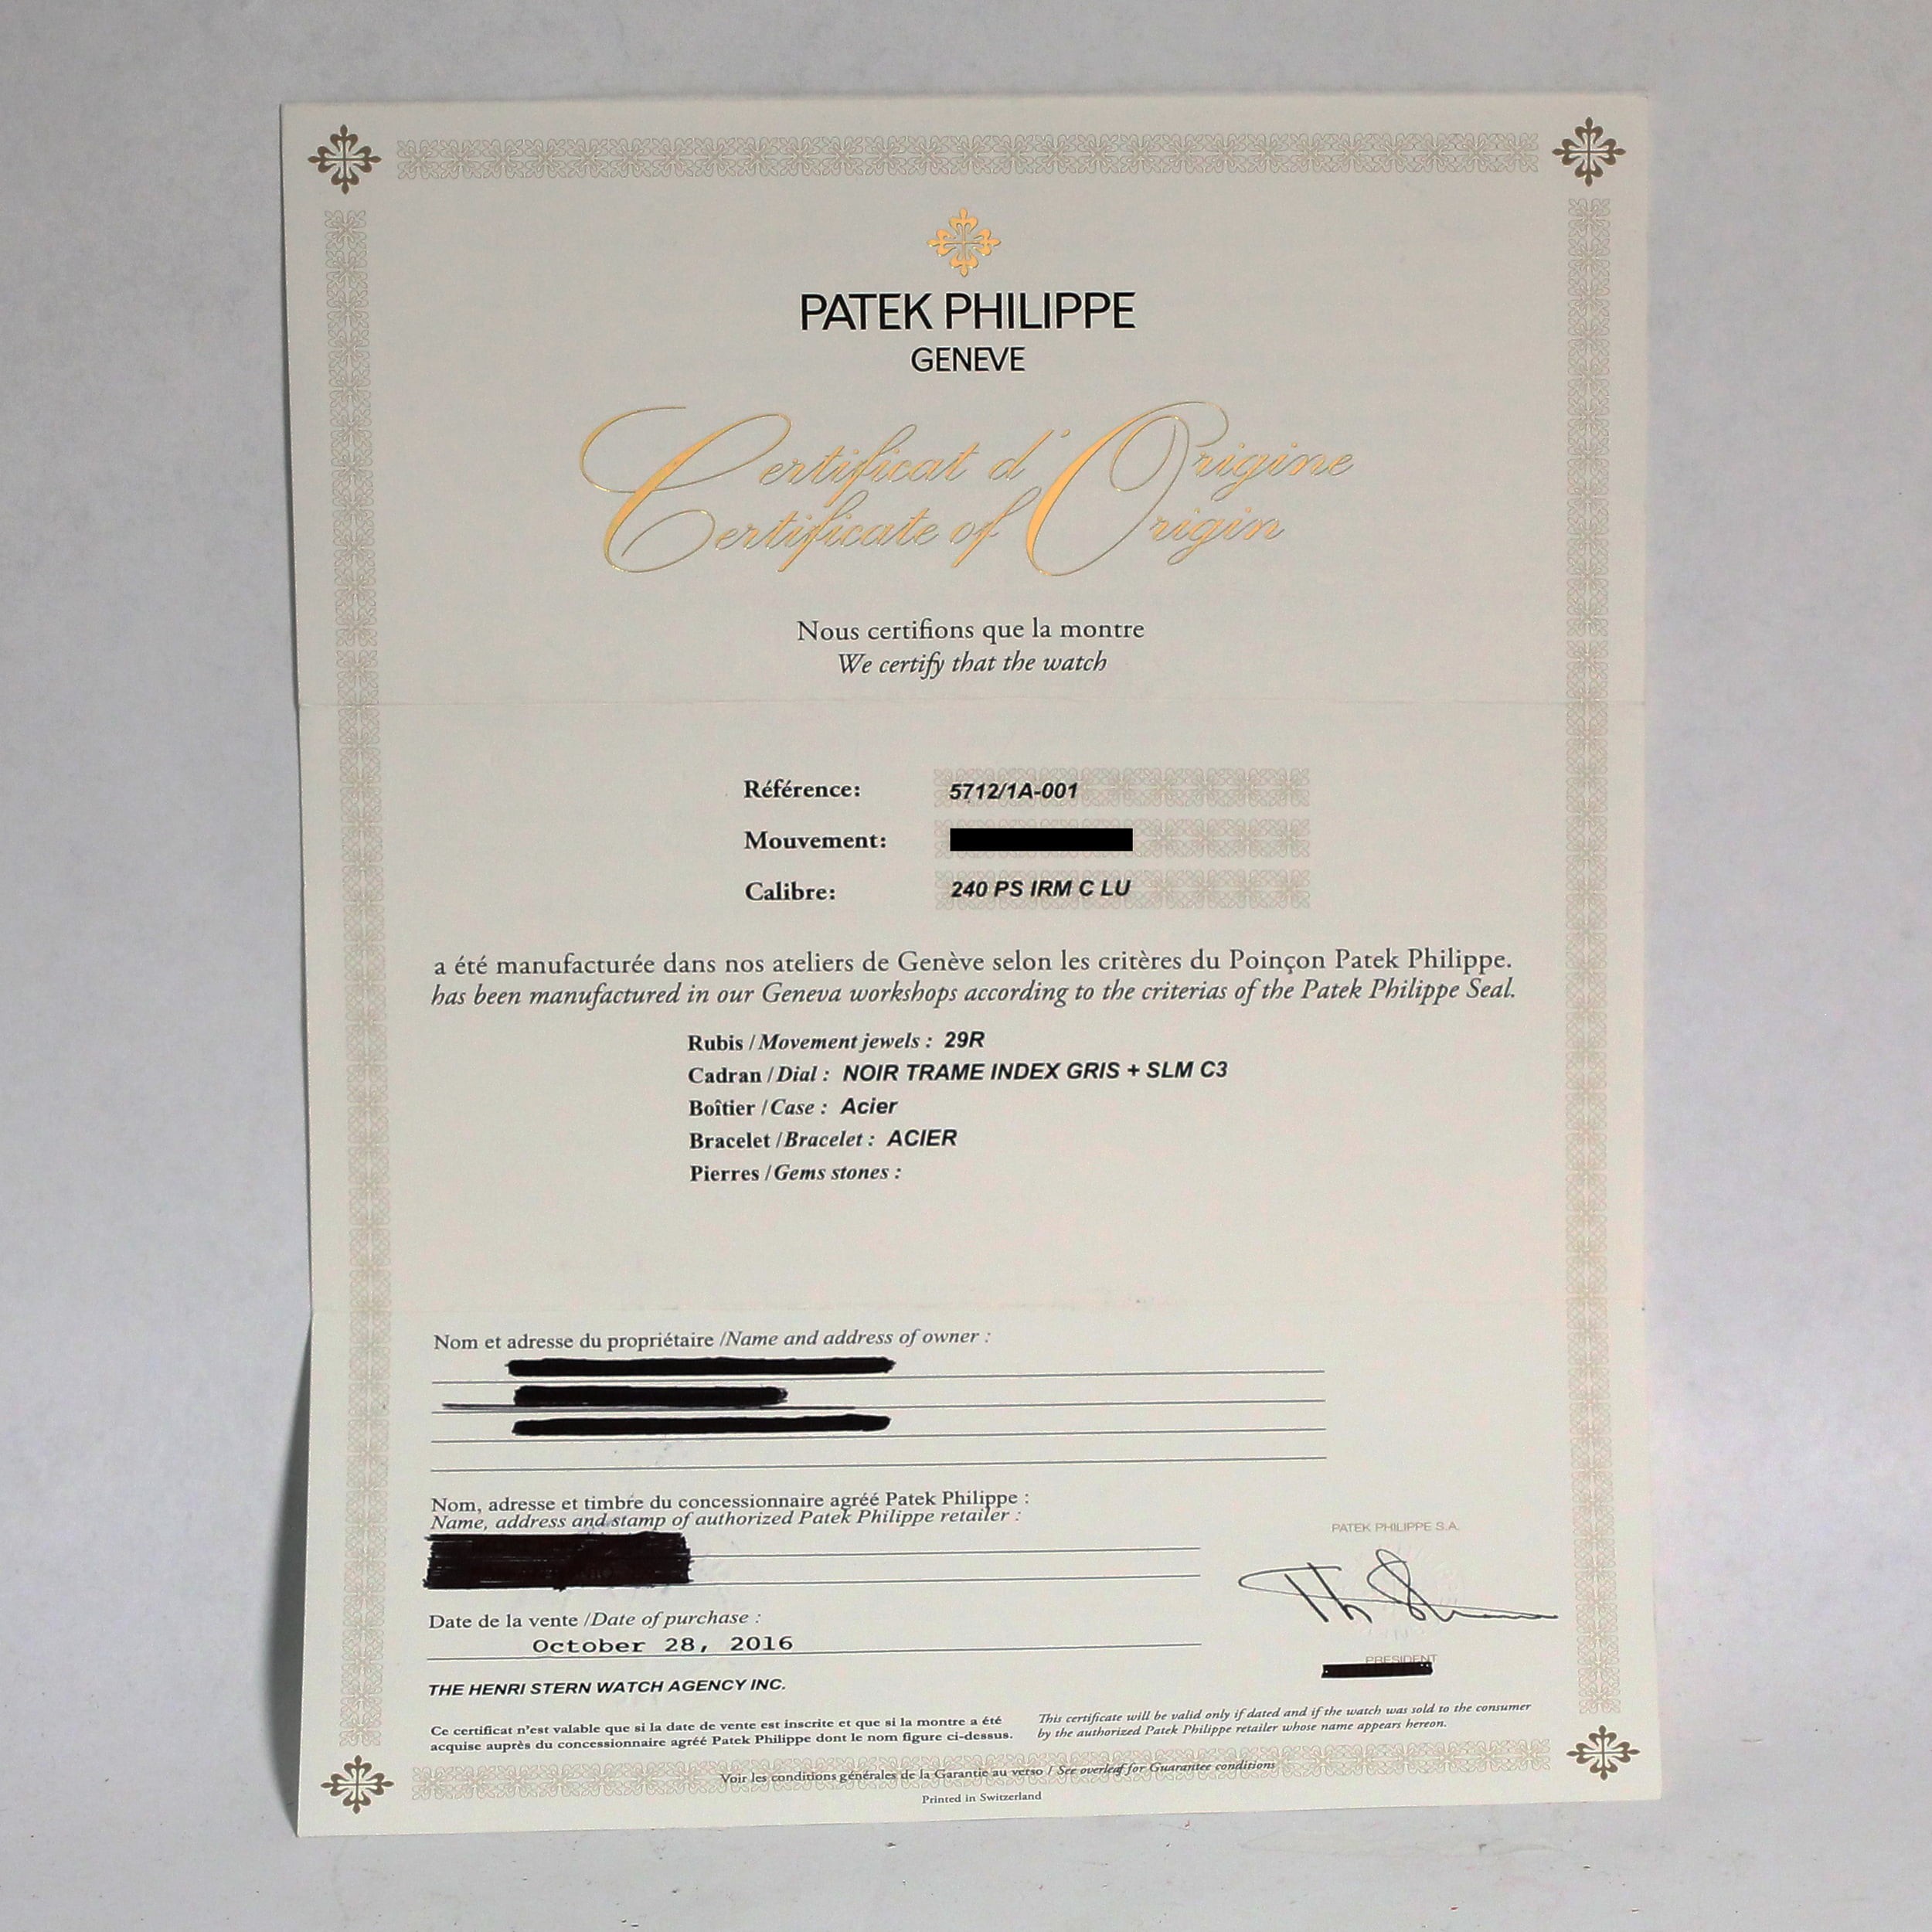 PATEK PHILIPPE
GENEVE
Certificat d'Origine
Certificate of Origin
Nous certifions que la montre
We certify that the watch
Référence: 5712/1A-001
Mouvement:
Calibre: 240 PS IRM C LU
a été manufacturée dans nos ateliers de Genève selon les critères du Poinçon Patek Philippe.
has been manufactured in our Geneva workshops according to the criterias of the Patek Philippe Seal.
Rubis / Movement jewels : 29R
Cadran / Dial : NOIR TRAME INDEX GRIS + SLM C3
Boîtier / Case : Acier
Bracelet / Bracelet : ACIER
Pierres / Gems stones :
Nom et adresse du propriétaire / Name and address of owner :
Nom, adresse et timbre du concessionnaire agréé Patek Philippe :
Name, address and stamp of authorized Patek Philippe retailer :
PATEK PHILIPPE S.A.
Date de la vente / Date of purchase :
October 28, 2016
PRESIDENT
THE HENRI STERN WATCH AGENCY INC.
Ce certificat n'est valable que si la date de vente est inscrite et que si la montre a été
acquise auprès du concessionnaire agréé Patek Philippe dont le nom figure ci-dessus.
This certificate will be valid only if dated and if the watch was sold to the consumer
by the authorized Patek Philippe retailer whose name appears hereon.
Voir les conditions générales de la Garantie au verso / See overleaf for Guarantee conditions
Printed in Switzerland